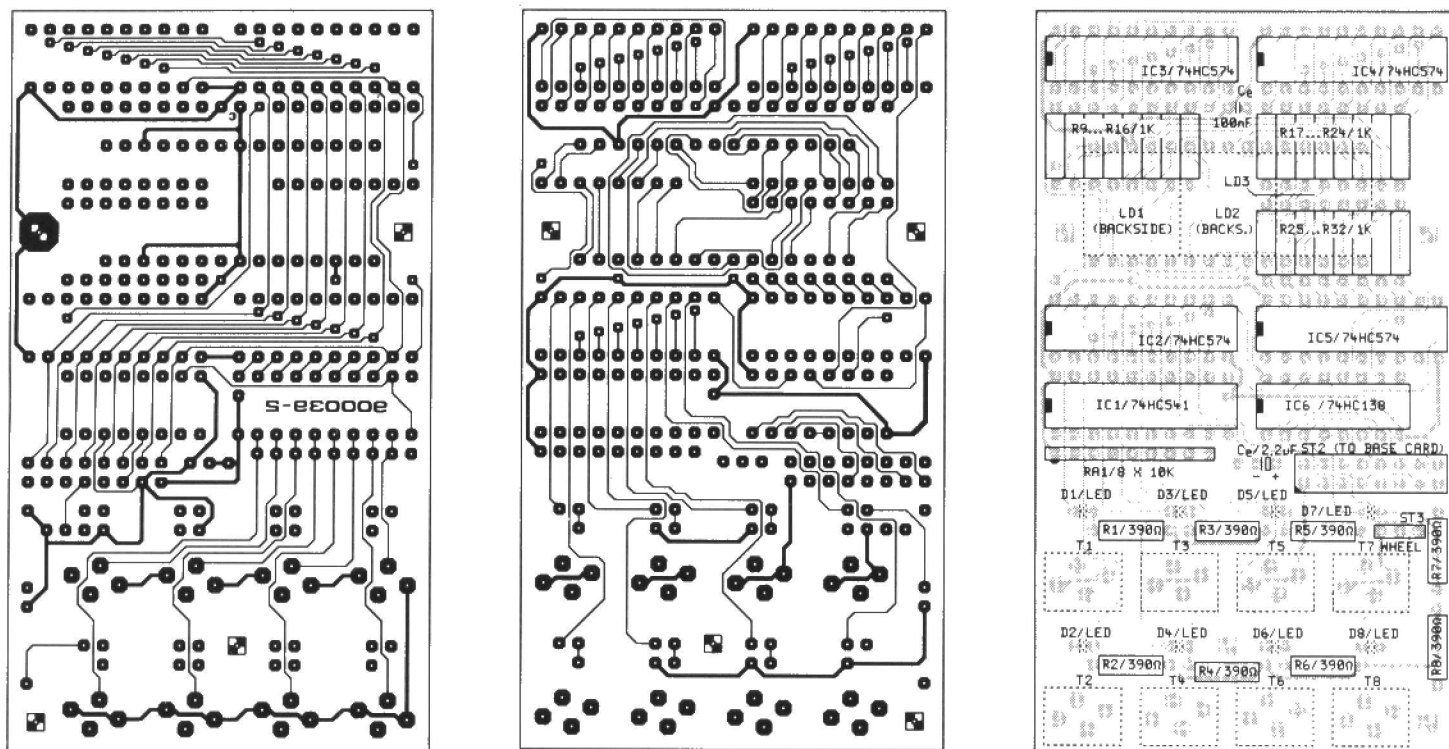 c
900039-5
IC3/74HC574
IC4/74HC574
Ce
100nF
R9...R16/1K
R17...R24/1K
LD3
LD1
(BACKSIDE)
LD2
(BACKS.)
R25...R32/1K
IC2/74HC574
IC5/74HC574
IC1/74HC541
IC6 /74HC138
Ce/2,2uF
ST2 (TO BASE CARD)
RA1/8 X 10K
- +
D1/LED
D3/LED
D5/LED
D7/LED
ST3
R1/390Ω
R3/390Ω
R5/390Ω
WHEEL
T1
T3
T5
T7
R7/390Ω
D2/LED
D4/LED
D6/LED
D8/LED
R2/390Ω
R4/390Ω
R6/390Ω
R8/390Ω
T2
T4
T6
T8